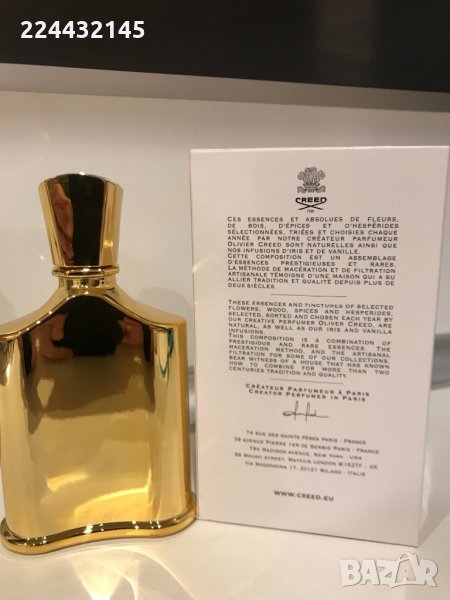 224432145
CREED
CES ESSENCES ET ABSOLUES DE FLEURS,
DE BOIS, D'ÉPICES ET D'HESPÉRIDES
SÉLECTIONNÉES, TRIÉES ET CHOISIES CHAQUE
ANNÉE PAR NOTRE CRÉATEUR PARFUMEUR
OLIVIER CREED SONT NATURELLES AINSI QUE
NOS INFUSIONS D'IRIS ET DE VANILLE.
CETTE COMPOSITION EST UN ASSEMBLAGE
D'ESSENCES PRESTIGIEUSES ET RARES.
LA MÉTHODE DE MACÉRATION ET DE FILTRATION
ARTISANALE TÉMOIGNE D'UNE MAISON QUI A SU
ALLIER TRADITION ET QUALITÉ DEPUIS PLUS DE
DEUX SIÈCLES.
THESE ESSENCES AND TINCTURES OF SELECTED
FLOWERS, WOOD, SPICES AND HESPERIDES,
SELECTED, SORTED AND CHOSEN EACH YEAR BY
OUR CREATIVE PERFUMER OLIVER CREED, ARE
NATURAL, AS WELL AS OUR IRIS AND VANILLA
INFUSIONS.
THIS COMPOSITION IS A COMBINATION OF
PRESTIGIOUS AND RARE ESSENCES. THE
MACERATION METHOD, AND THE ARTISANAL
FILTRATION FOR SOME OF OUR COLLECTIONS,
BEAR WITNESS OF A HOUSE THAT HAS KNOWN
HOW TO COMBINE FOR MORE THAN TWO
CENTURIES TRADITION AND QUALITY.
CRÉATEUR PARFUMEUR À PARIS
CREATOR PERFUMER IN PARIS
74 RUE DES SAINTS PÈRES PARIS - FRANCE
38 AVENUE PIERRE 1ER DE SERBIE PARIS - FRANCE
794 MADISON AVENUE, NEW YORK - USA
99 MOUNT STREET, MAYFAIR LONDON W1K2TF - UK
VIA MADONNINA 17, 20121 MILANO - ITALIE
WWW.CREED.EU
BAZAR